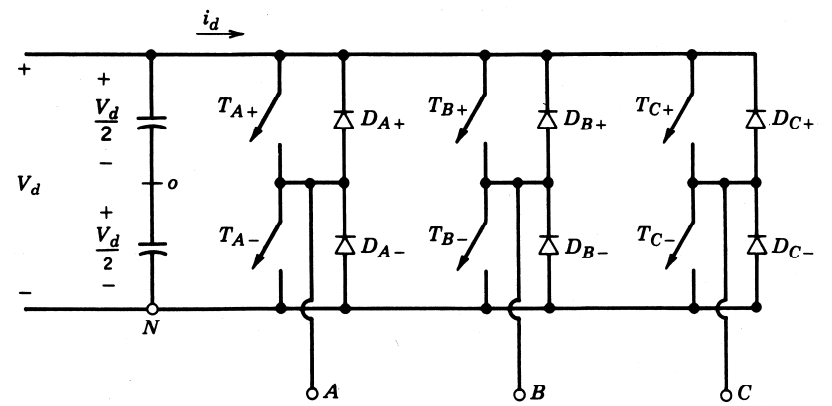 i_d
+
+
V_d
2
−
V_d
o
+
V_d
2
−
−
N
T_A+
D_A+
T_B+
D_B+
T_C+
D_C+
T_A−
D_A−
T_B−
D_B−
T_C−
D_C−
A
B
C